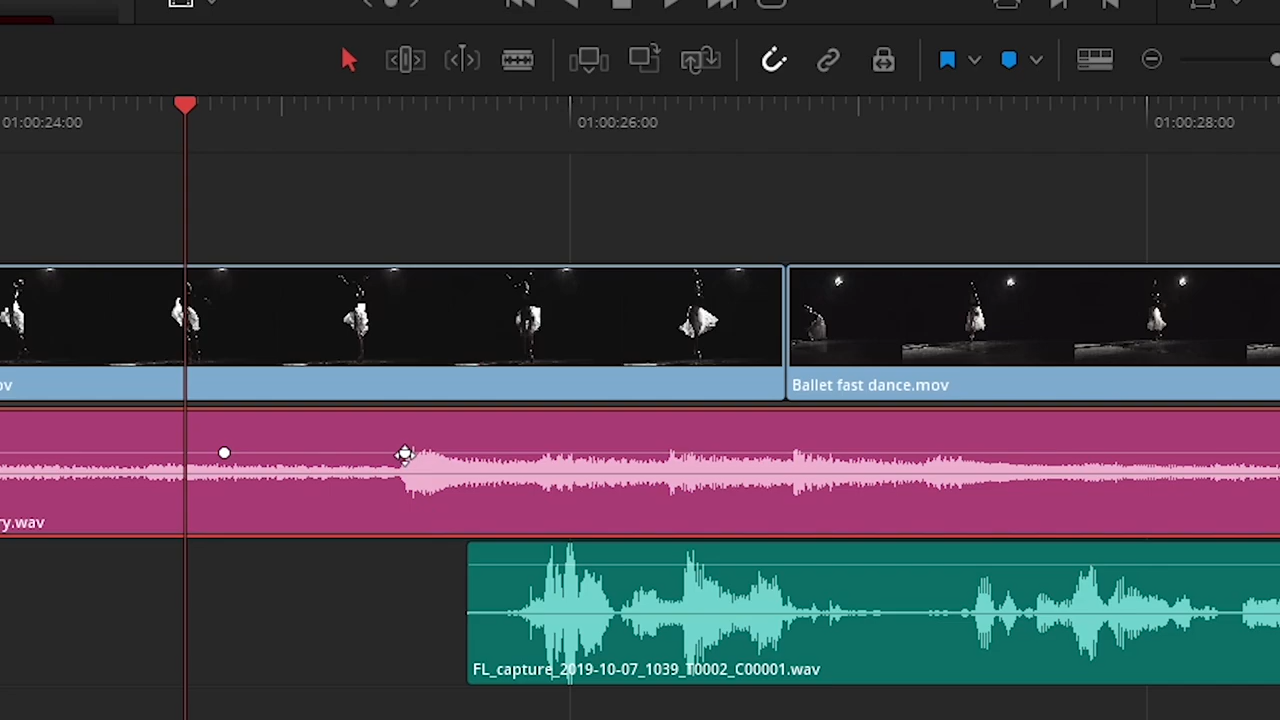 01:00:24:00
01:00:26:00
01:00:28:00
ov
Ballet fast dance.mov
ry.wav
FL_capture_2019-10-07_1039_T0002_C00001.wav